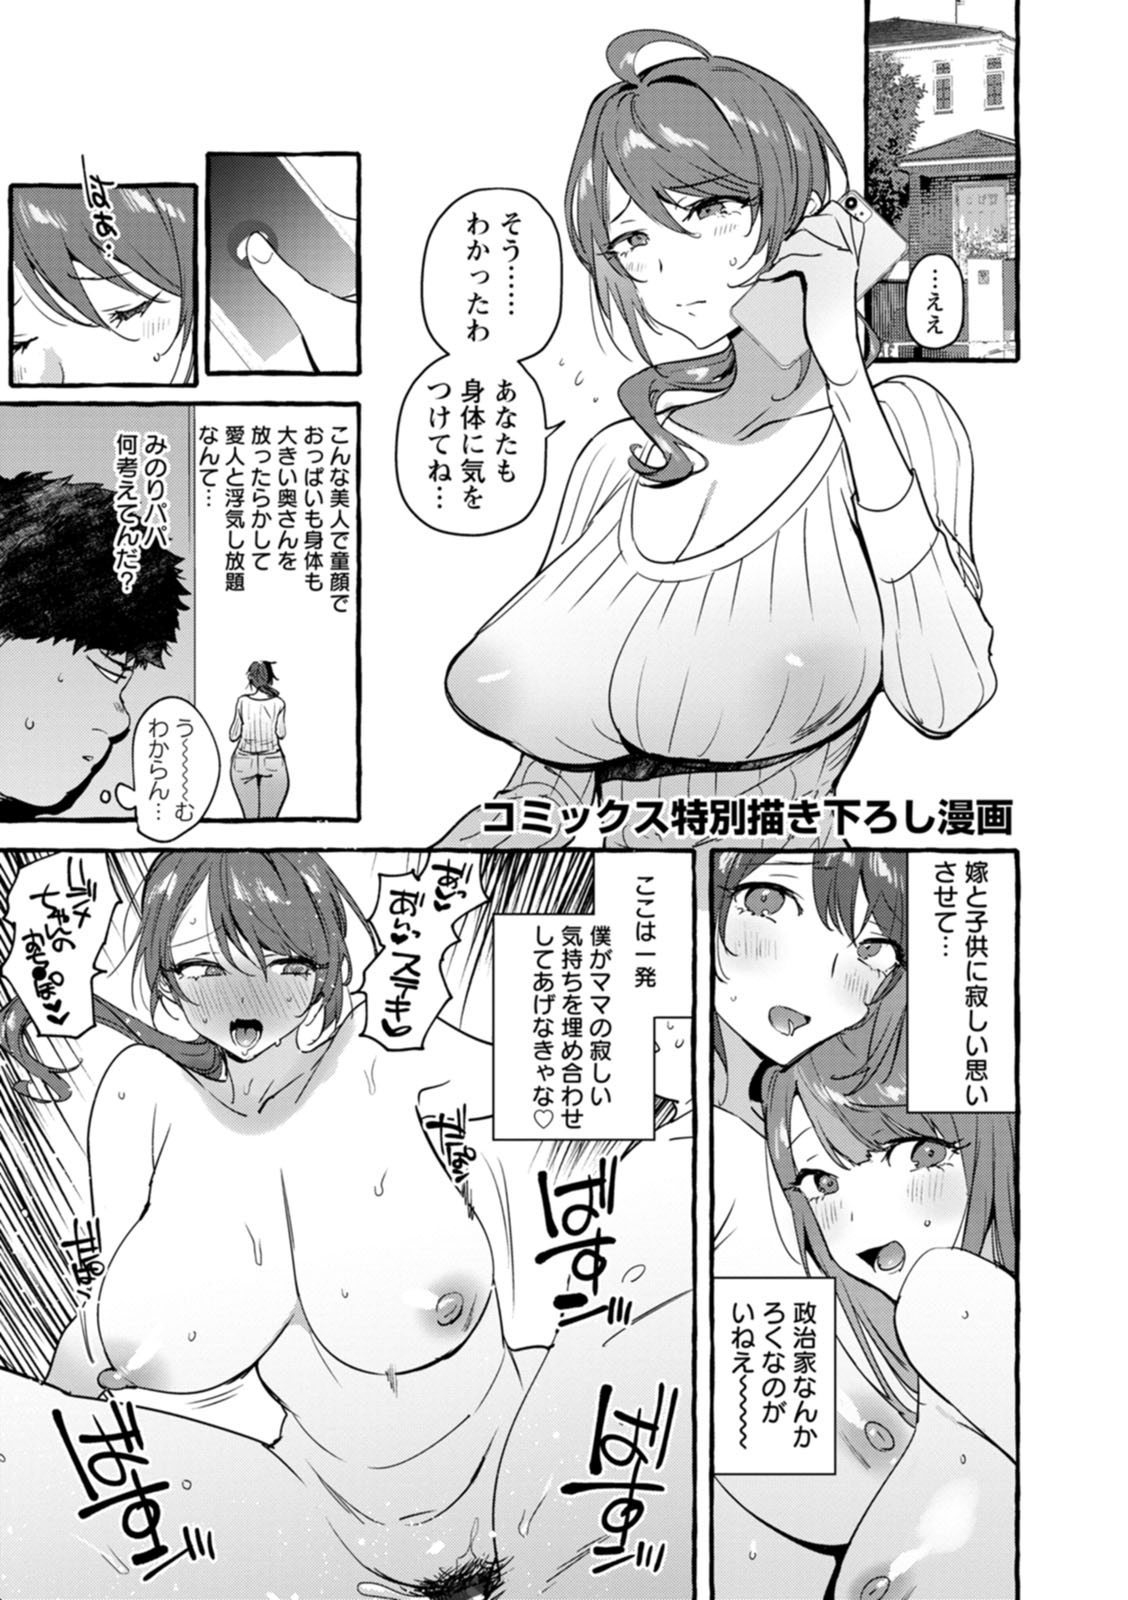 …ええ
そう……
わかったわ
あなたも
身体に気を
つけてね…
はぁ…
こんな美人で童顔で
おっぱいも身体も
大きい奥さんを
放ったらかして
愛人と浮気し放題
なんて…
みのりパパ
何考えてんだ?
う〜〜〜〜む
わからん…
コミックス特別描き下ろし漫画
嫁と子供に寂しい思い
させて…
政治家なんか
ろくなのが
いねえ〜〜〜〜
ここは一発
僕がママの寂しい
気持ちを埋め合わせ
してあげなきゃな♡
あぁっ♥
あぃっ♥
ステキ♥
ばすンッ